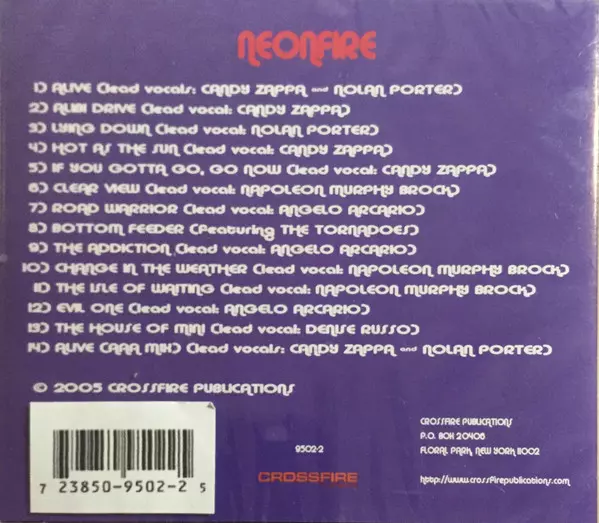 NEONFIRE
1) ALIVE (lead vocals: CANDY ZAPPA and NOLAN PORTER)
2) ALIBI DRIVE (lead vocal: CANDY ZAPPA)
3) LYING DOWN (lead vocal: NOLAN PORTER)
4) HOT AS THE SUN (lead vocal: CANDY ZAPPA)
5) IF YOU GOTTA GO, GO NOW (lead vocal: CANDY ZAPPA)
6) CLEAR VIEW (lead vocal: NAPOLEON MURPHY BROCK)
7) ROAD WARRIOR (lead vocal: ANGELO ARCARIO)
8) BOTTOM FEEDER (Featuring THE TORNADOES)
9) THE ADDICTION (lead vocal: ANGELO ARCARIO)
10) CHANGE IN THE WEATHER (lead vocal: NAPOLEON MURPHY BROCK)
11) THE ISLE OF WAITING (lead vocal: NAPOLEON MURPHY BROCK)
12) EVIL ONE (lead vocal: ANGELO ARCARIO)
13) THE HOUSE OF MINI (lead vocal: DENISE RUSSO)
14) ALIVE (ARA MIX) (lead vocals: CANDY ZAPPA and NOLAN PORTER)
© 2005 CROSSFIRE PUBLICATIONS
7 23850-9502-2 5
9502-2
CROSSFIRE
CROSSFIRE PUBLICATIONS
P.O. BOX 20406
FLORAL PARK, NEW YORK 11002
http://www.crossfirepublications.com